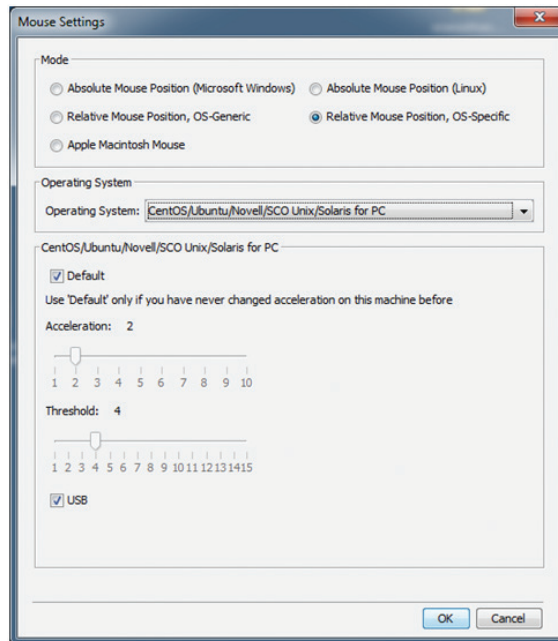 Mouse Settings
Mode
Absolute Mouse Position (Microsoft Windows) Absolute Mouse Position (Linux)
Relative Mouse Position, OS-Generic Relative Mouse Position, OS-Specific
Apple Macintosh Mouse
Operating System
Operating System: CentOS/Ubuntu/Novell/SCO Unix/Solaris for PC
CentOS/Ubuntu/Novell/SCO Unix/Solaris for PC
Default
Use 'Default' only if you have never changed acceleration on this machine before
Acceleration: 2
1 2 3 4 5 6 7 8 9 10
Threshold: 4
1 2 3 4 5 6 7 8 9 10 11 12 13 14 15
USB
OK Cancel